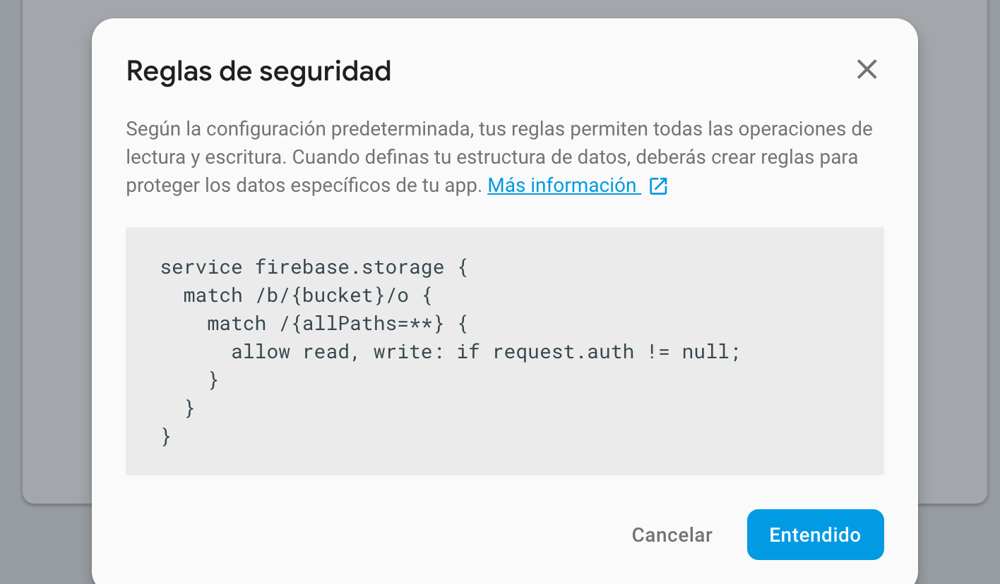 Reglas de seguridad
Según la configuración predeterminada, tus reglas permiten todas las operaciones de
lectura y escritura. Cuando definas tu estructura de datos, deberás crear reglas para
proteger los datos específicos de tu app. Más información
service firebase.storage {
  match /b/{bucket}/o {
    match /{allPaths=**} {
      allow read, write: if request.auth != null;
    }
  }
}
Cancelar Entendido